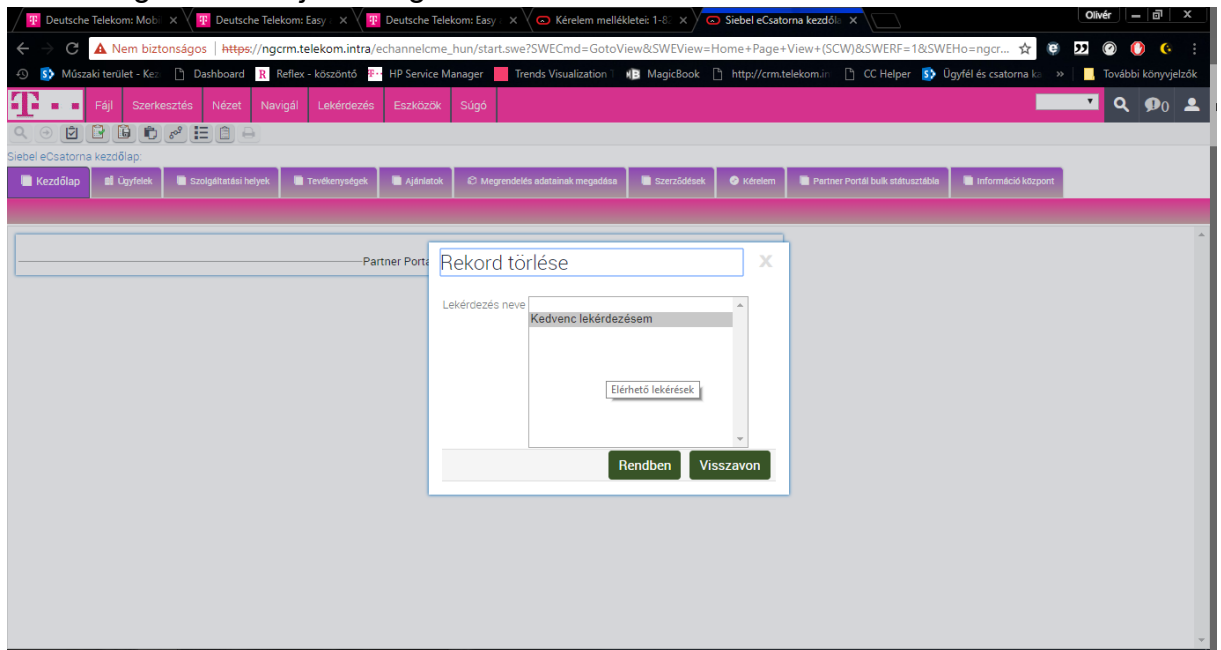 Deutsche Telekom: Mobi
Deutsche Telekom: Easy
Deutsche Telekom: Easy
Kérelem mellékletei: 1-8
Siebel eCsatorna kezdőla
Olivér
Nem biztonságos | https://ngcrm.telekom.intra/echannelcme_hun/start.swe?SWECmd=GotoView&SWEView=Home+Page+View+(SCW)&SWERF=1&SWEHo=ngcr...
Műszaki terület - Kez
Dashboard
Reflex - köszöntő
HP Service Manager
Trends Visualization
MagicBook
http://crm.telekom.in
CC Helper
Ügyfél és csatorna ka
»
További könyvjelzők
Fájl Szerkesztés Nézet Navigál Lekérdezés Eszközök Súgó
0
Siebel eCsatorna kezdőlap:
Kezdőlap
Ügyfelek
Szolgáltatási helyek
Tevékenységek
Ajánlatok
Megrendelés adatainak megadása
Szerződések
Kérelem
Partner Portál bulk státusztábla
Információ központ
Partner Porta
Rekord törlése
X
Lekérdezés neve
Kedvenc lekérdezésem
Elérhető lekérések
Rendben
Visszavon